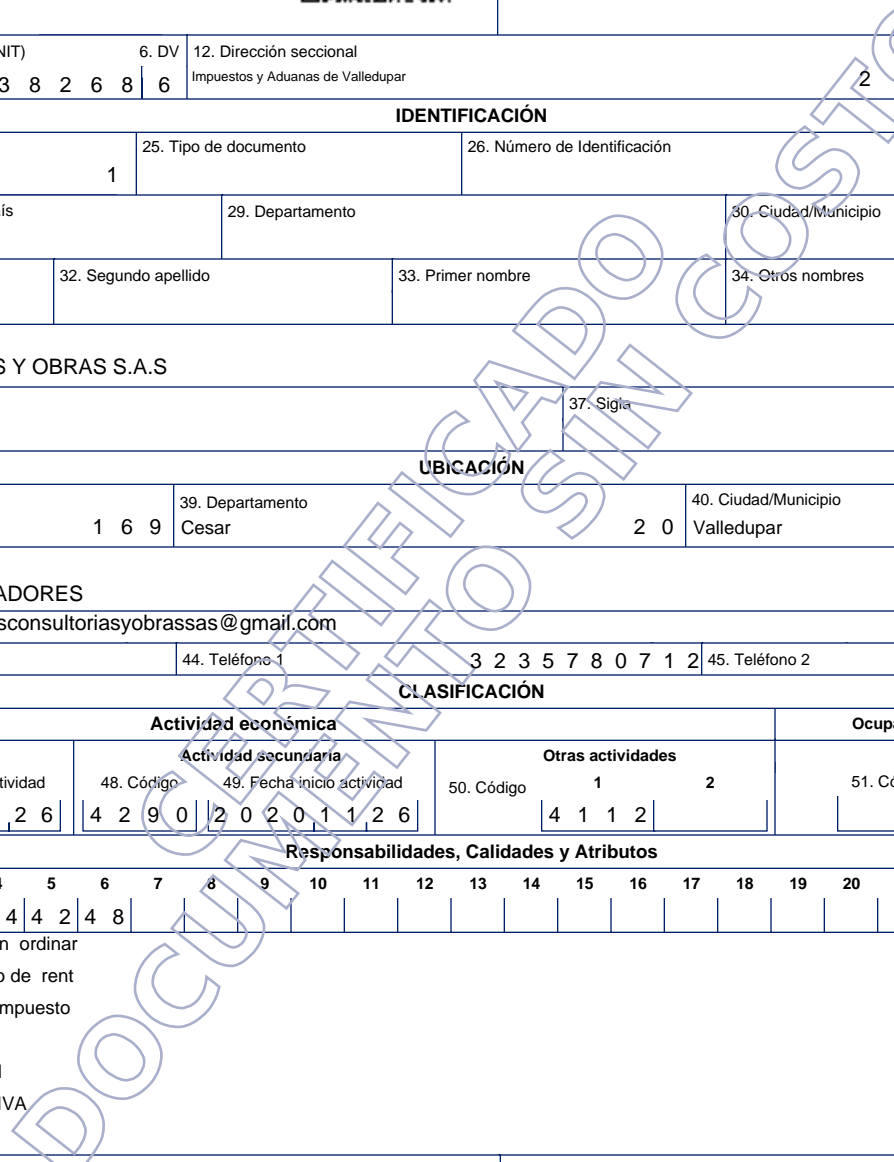 NIT) 6. DV 12. Dirección seccional
3 8 2 6 8 6 Impuestos y Aduanas de Valledupar 2
IDENTIFICACIÓN
25. Tipo de documento 26. Número de Identificación
1
ís 29. Departamento 30. Ciudad/Municipio
32. Segundo apellido 33. Primer nombre 34. Otros nombres
S Y OBRAS S.A.S
37. Sigla
UBICACIÓN
39. Departamento 40. Ciudad/Municipio
1 6 9 Cesar 2 0 Valledupar
ADORES
sconsultoriasyobrassas@gmail.com
44. Teléfono 1 3 2 3 5 7 8 0 7 1 2 45. Teléfono 2
CLASIFICACIÓN
Actividad económica Ocupa
Actividad secundaria Otras actividades
tividad 48. Código 49. Fecha inicio actividad 50. Código 1 2 51. Có
2 6 4 2 9 0 2 0 2 0 1 1 2 6 4 1 1 2
Responsabilidades, Calidades y Atributos
5 6 7 8 9 10 11 12 13 14 15 16 17 18 19 20
4 4 2 4 8
n ordinar
o de rent
mpuesto
IVA
CERTIFICADO
DOCUMENTO SIN COSTO